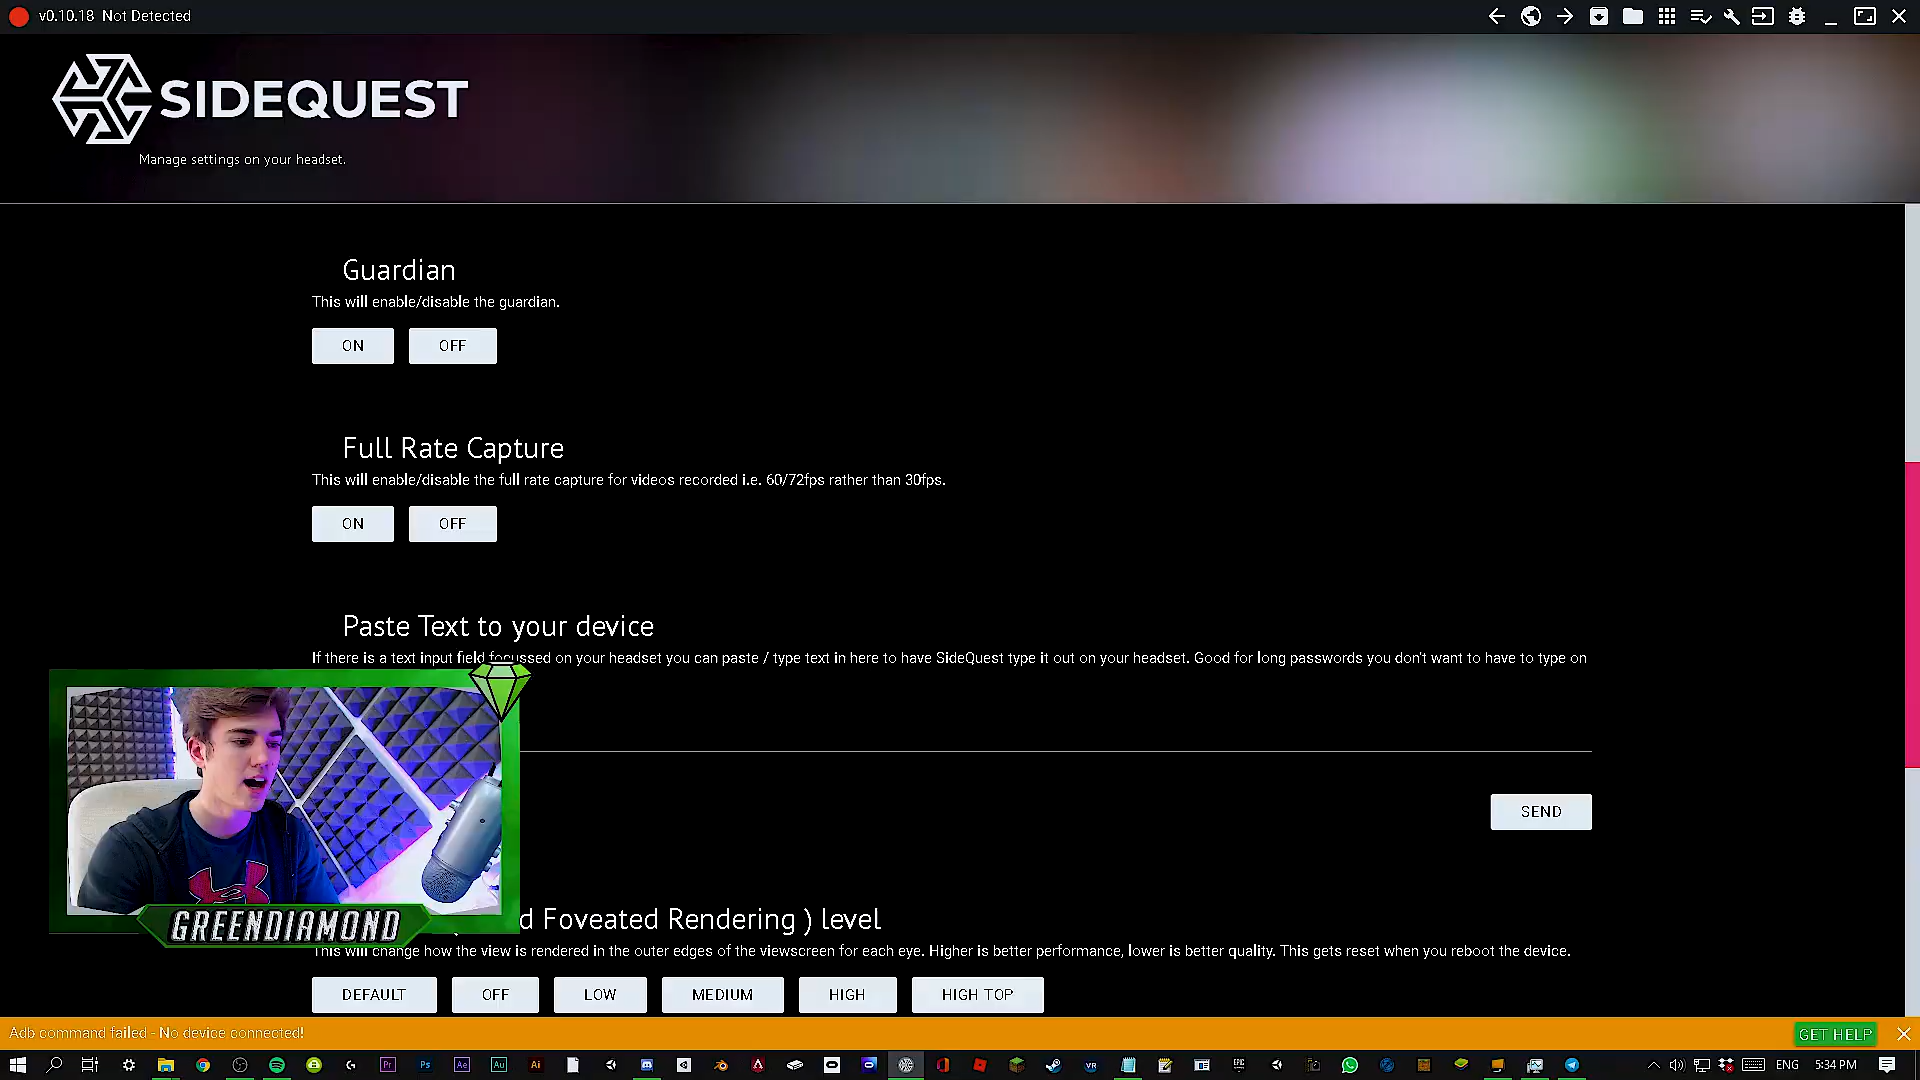 v0.10.18 Not Detected
SIDEQUEST
Manage settings on your headset.
Guardian
This will enable/disable the guardian.
ON OFF
Full Rate Capture
This will enable/disable the full rate capture for videos recorded i.e. 60/72fps rather than 30fps.
ON OFF
Paste Text to your device
If there is a text input field focussed on your headset you can paste / type text in here to have SideQuest type it out on your headset. Good for long passwords you don't want to have to type on
SEND
GREENDIAMOND
d Foveated Rendering ) level
This will change how the view is rendered in the outer edges of the viewscreen for each eye. Higher is better performance, lower is better quality. This gets reset when you reboot the device.
DEFAULT OFF LOW MEDIUM HIGH HIGH TOP
Adb command failed - No device connected!
GET HELP
Pr Ps Ae Au Ai VR EPIC ENG 5:34 PM